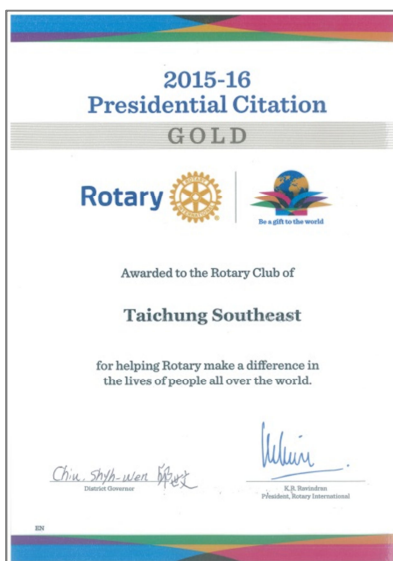 2015-16
Presidential Citation
GOLD
Rotary
Be a gift to the world
Awarded to the Rotary Club of
Taichung Southeast
for helping Rotary make a difference in
the lives of people all over the world.
Chiu, Shyh-wen
District Governor
K.R. Ravindran
President, Rotary International
EN